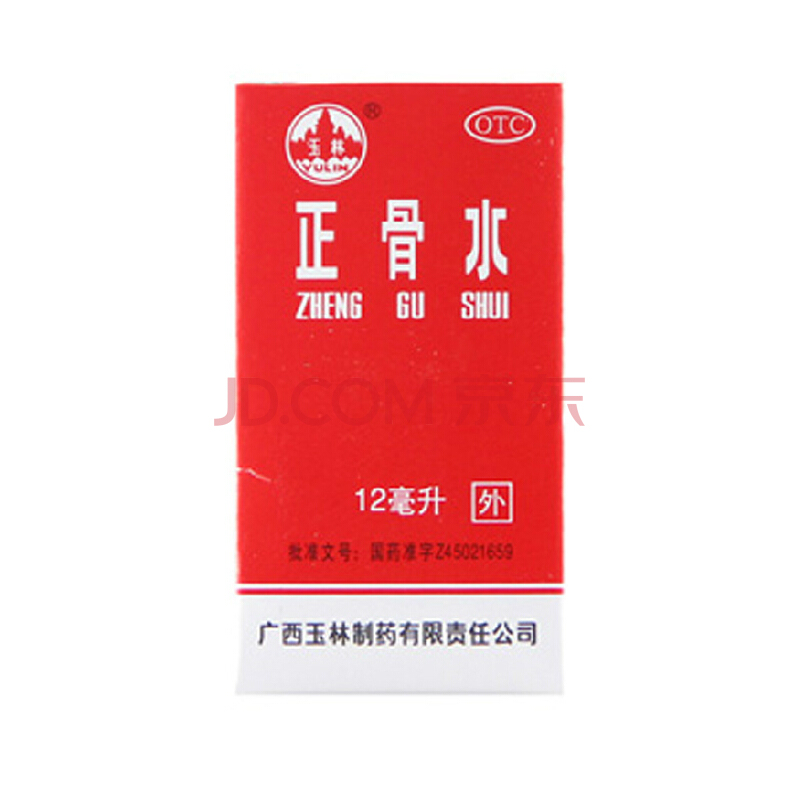 玉林
YULIN
®
OTC
正骨水
ZHENG GU SHUI
JD.COM 京东
12毫升 外
批准文号：国药准字Z45021659
广西玉林制药有限责任公司